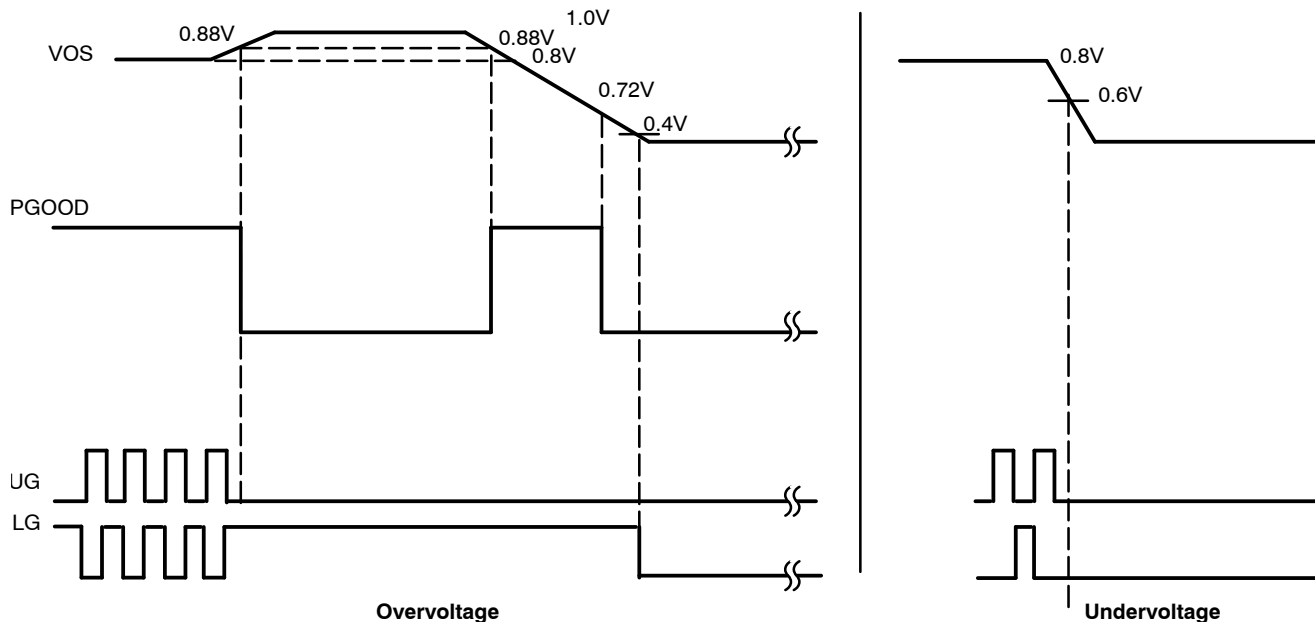 1.0V
0.88V
0.88V
VOS
0.8V
0.72V
0.4V
PGOOD
UG
LG
Overvoltage
0.8V
0.6V
Undervoltage